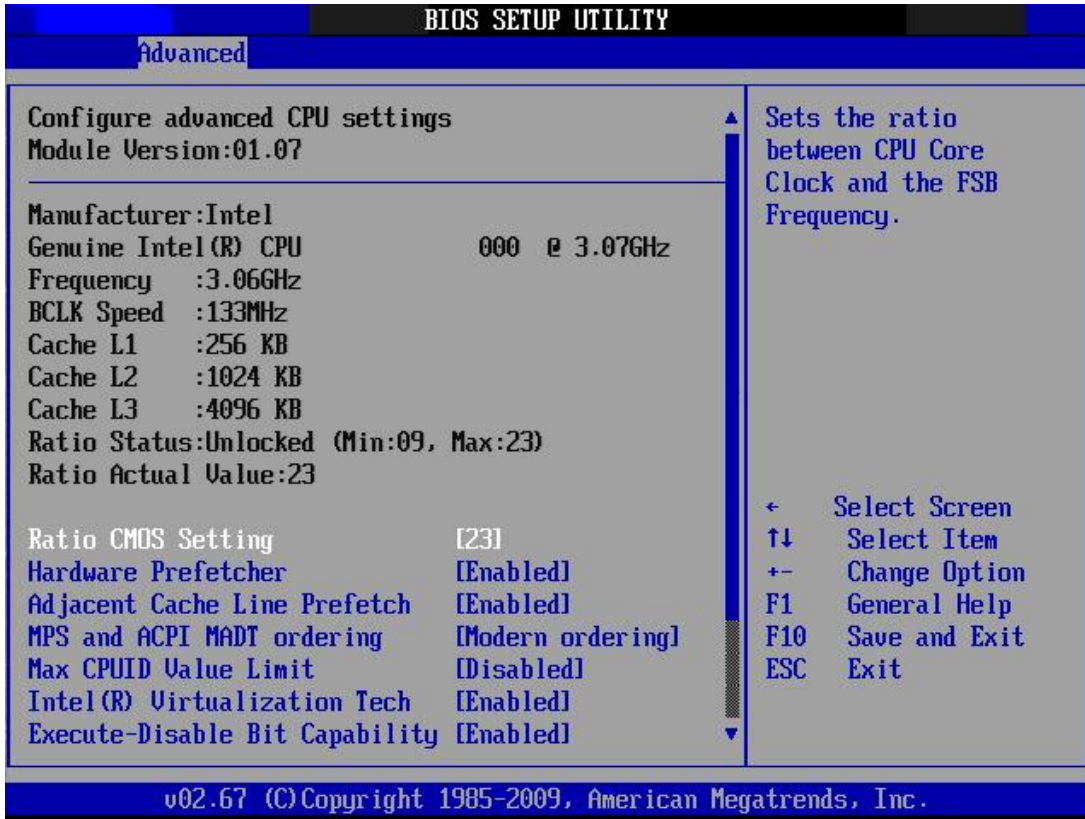 BIOS SETUP UTILITY
Advanced
Configure advanced CPU settings
Module Version:01.07
Manufacturer:Intel
Genuine Intel(R) CPU 000 @ 3.07GHz
Frequency :3.06GHz
BCLK Speed :133MHz
Cache L1 :256 KB
Cache L2 :1024 KB
Cache L3 :4096 KB
Ratio Status:Unlocked (Min:09, Max:23)
Ratio Actual Value:23
Ratio CMOS Setting [23]
Hardware Prefetcher [Enabled]
Adjacent Cache Line Prefetch [Enabled]
MPS and ACPI MADT ordering [Modern ordering]
Max CPUID Value Limit [Disabled]
Intel(R) Virtualization Tech [Enabled]
Execute-Disable Bit Capability [Enabled]
Sets the ratio
between CPU Core
Clock and the FSB
Frequency.
← Select Screen
↑↓ Select Item
+- Change Option
F1 General Help
F10 Save and Exit
ESC Exit
v02.67 (C)Copyright 1985-2009, American Megatrends, Inc.